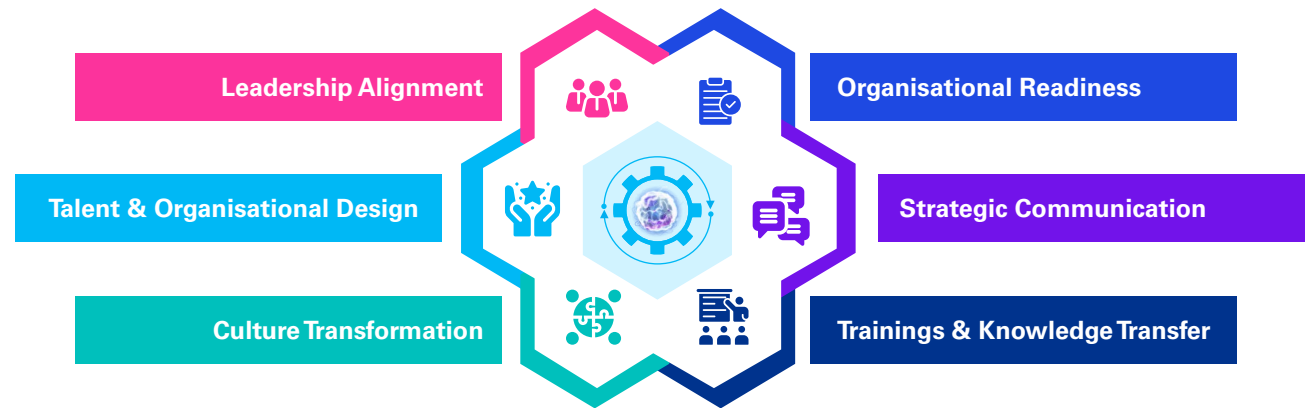 Leadership Alignment
Organisational Readiness
Talent & Organisational Design
Strategic Communication
Culture Transformation
Trainings & Knowledge Transfer